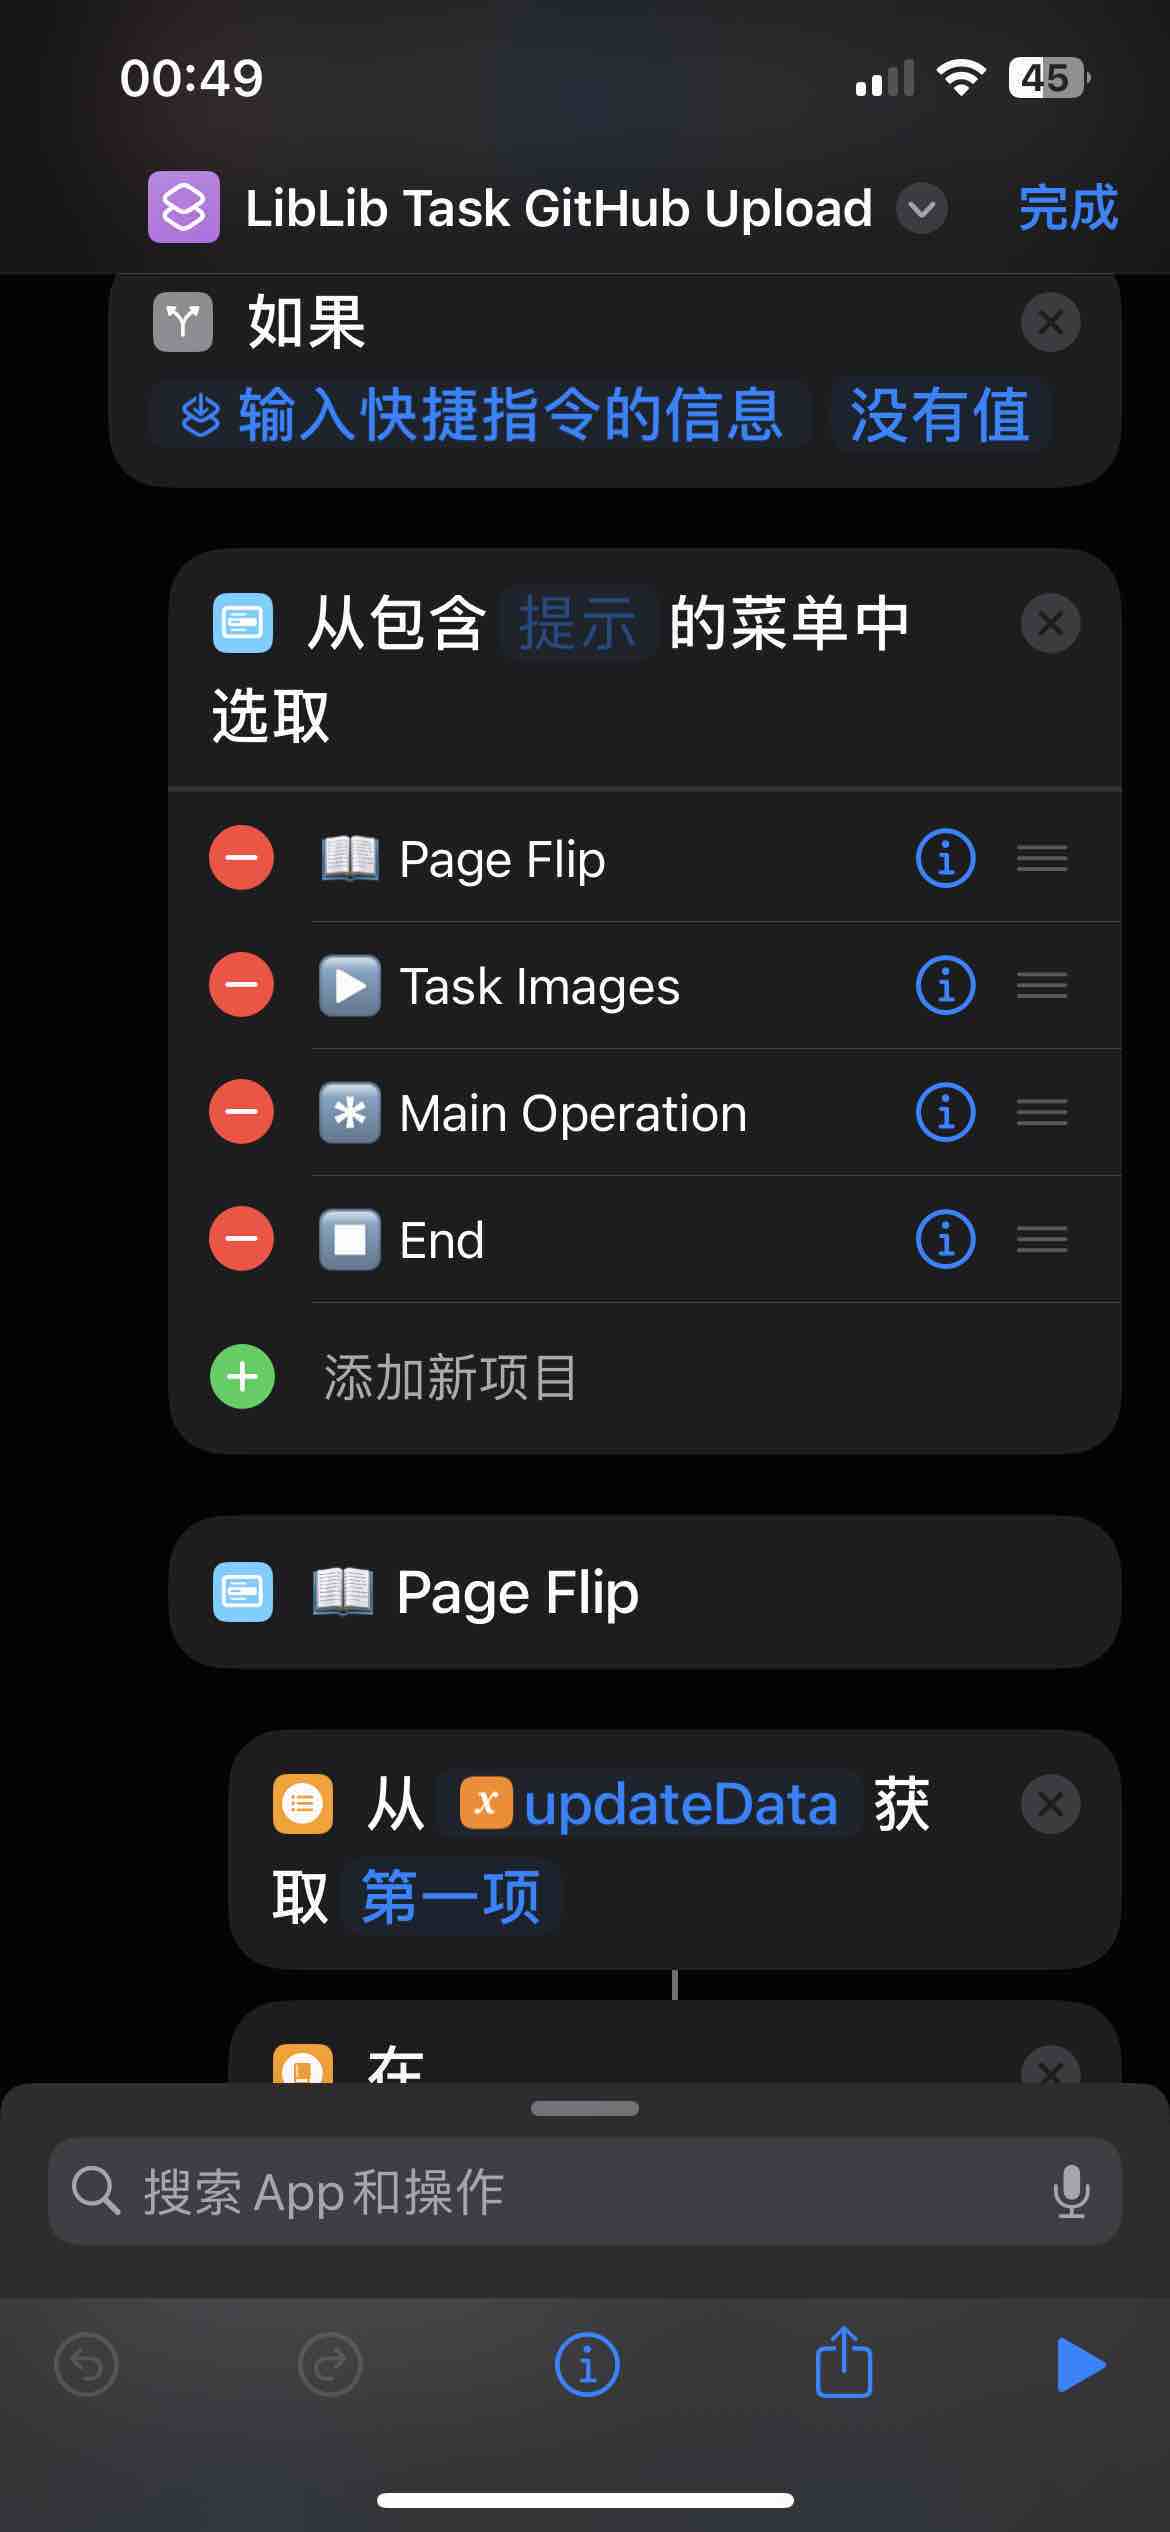 00:49
45
LibLib Task GitHub Upload
完成
如果
输入快捷指令的信息 没有值
从包含 提示 的菜单中
选取
Page Flip
Task Images
Main Operation
End
添加新项目
Page Flip
从 updateData 获
取 第一项
在
搜索 App 和操作